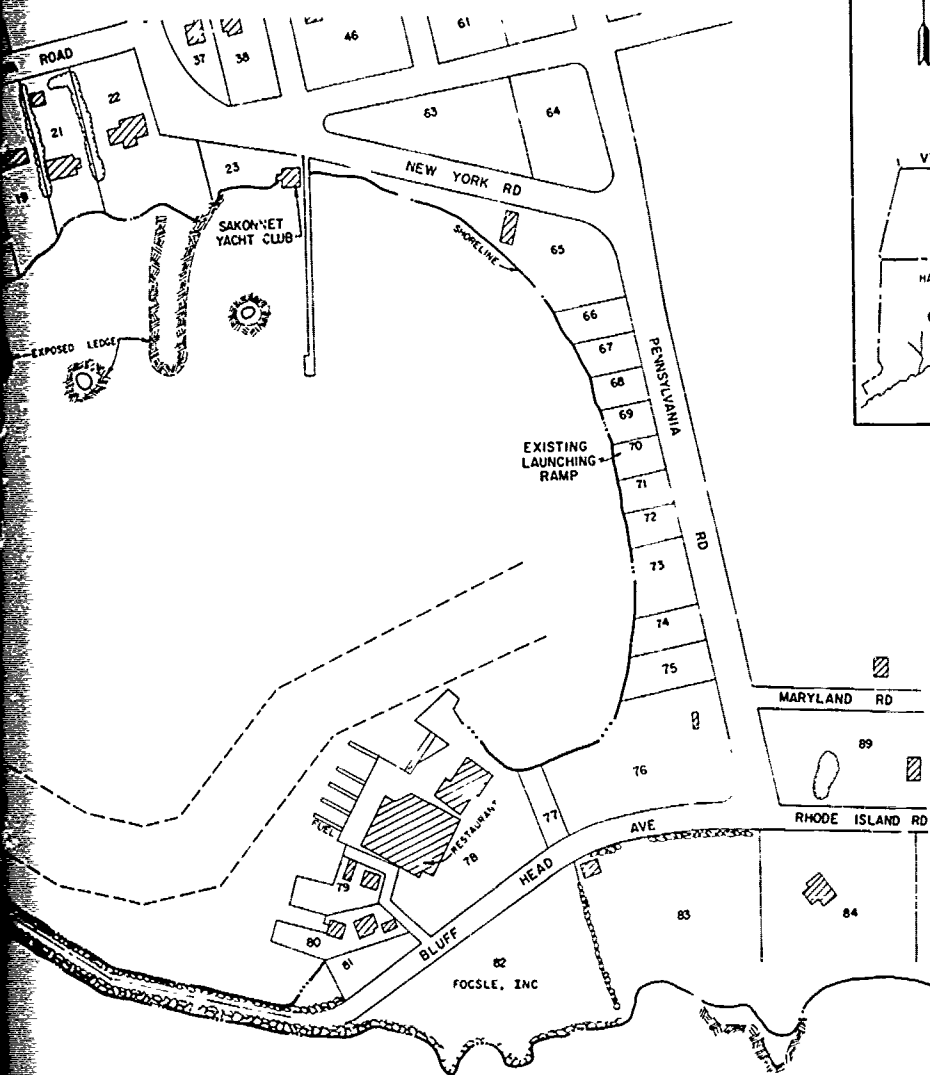 ROAD
37
38
46
61
22
21
19
23
63
64
NEW YORK RD
SAKONNET
YACHT CLUB
SHORELINE
65
66
67
68
69
70
71
72
73
74
75
PENNSYLVANIA
RD
EXPOSED LEDGE
EXISTING
LAUNCHING
RAMP
MARYLAND RD
89
RHODE ISLAND RD
76
77
AVE
HEAD
BLUFF
RESTAURANT
78
FUEL
79
80
81
82
FOCSLE, INC
83
84
V
HA